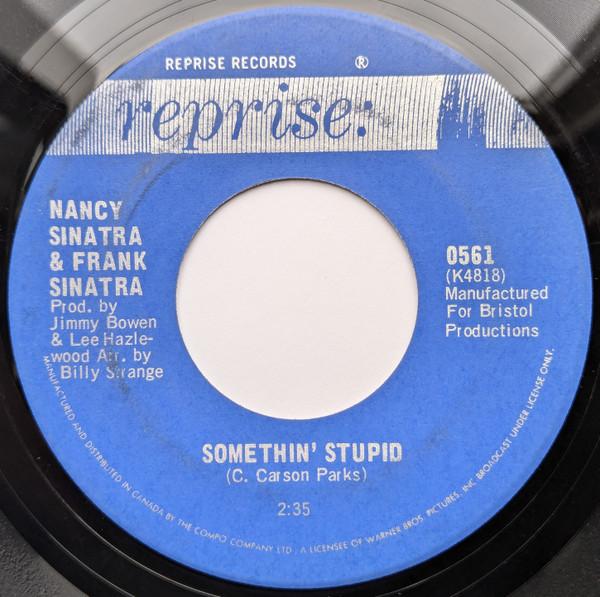 REPRISE RECORDS ®
reprise:
NANCY
SINATRA
& FRANK
SINATRA
Prod. by
Jimmy Bowen
& Lee Hazle-
wood Arr. by
Billy Strange
0561
(K4818)
Manufactured
For Bristol
Productions
SOMETHIN' STUPID
(C. Carson Parks)
2:35
MANUFACTURED AND DISTRIBUTED IN CANADA BY THE COMPO COMPANY LTD., A LICENSEE OF WARNER BROS. PICTURES, INC. BROADCAST UNDER LICENSE ONLY.